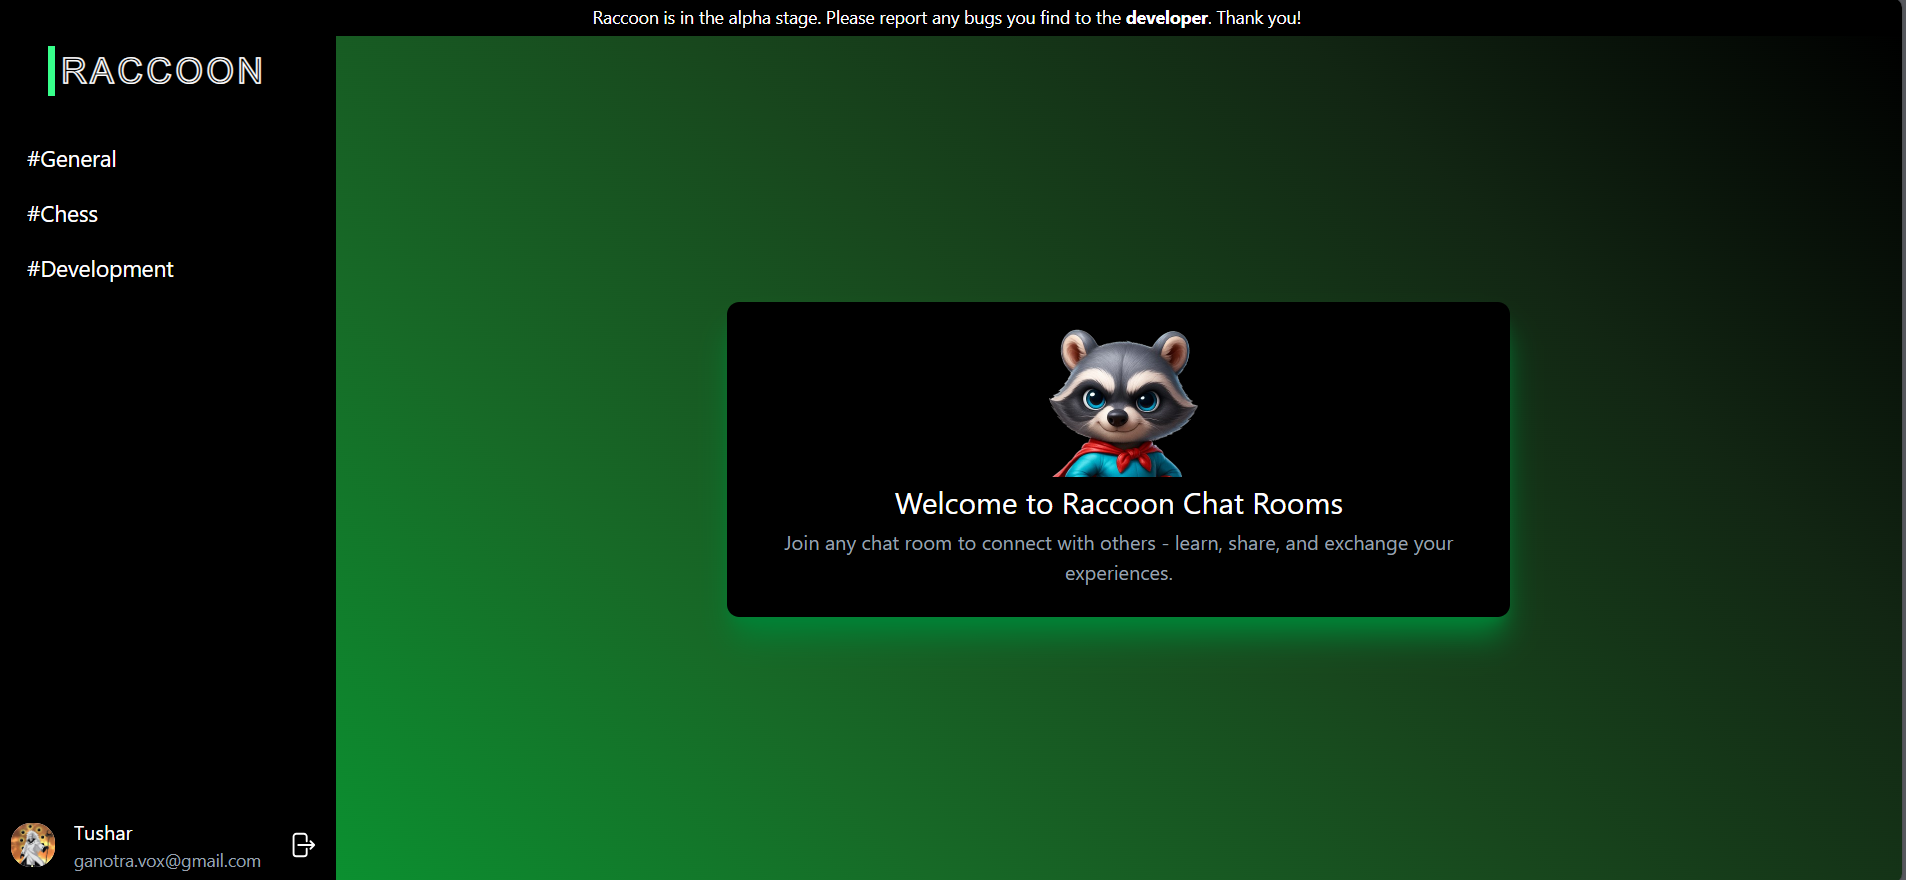 Raccoon is in the alpha stage. Please report any bugs you find to the developer. Thank you!
RACCOON
#General
#Chess
#Development
Welcome to Raccoon Chat Rooms
Join any chat room to connect with others - learn, share, and exchange your
experiences.
Tushar
ganotra.vox@gmail.com